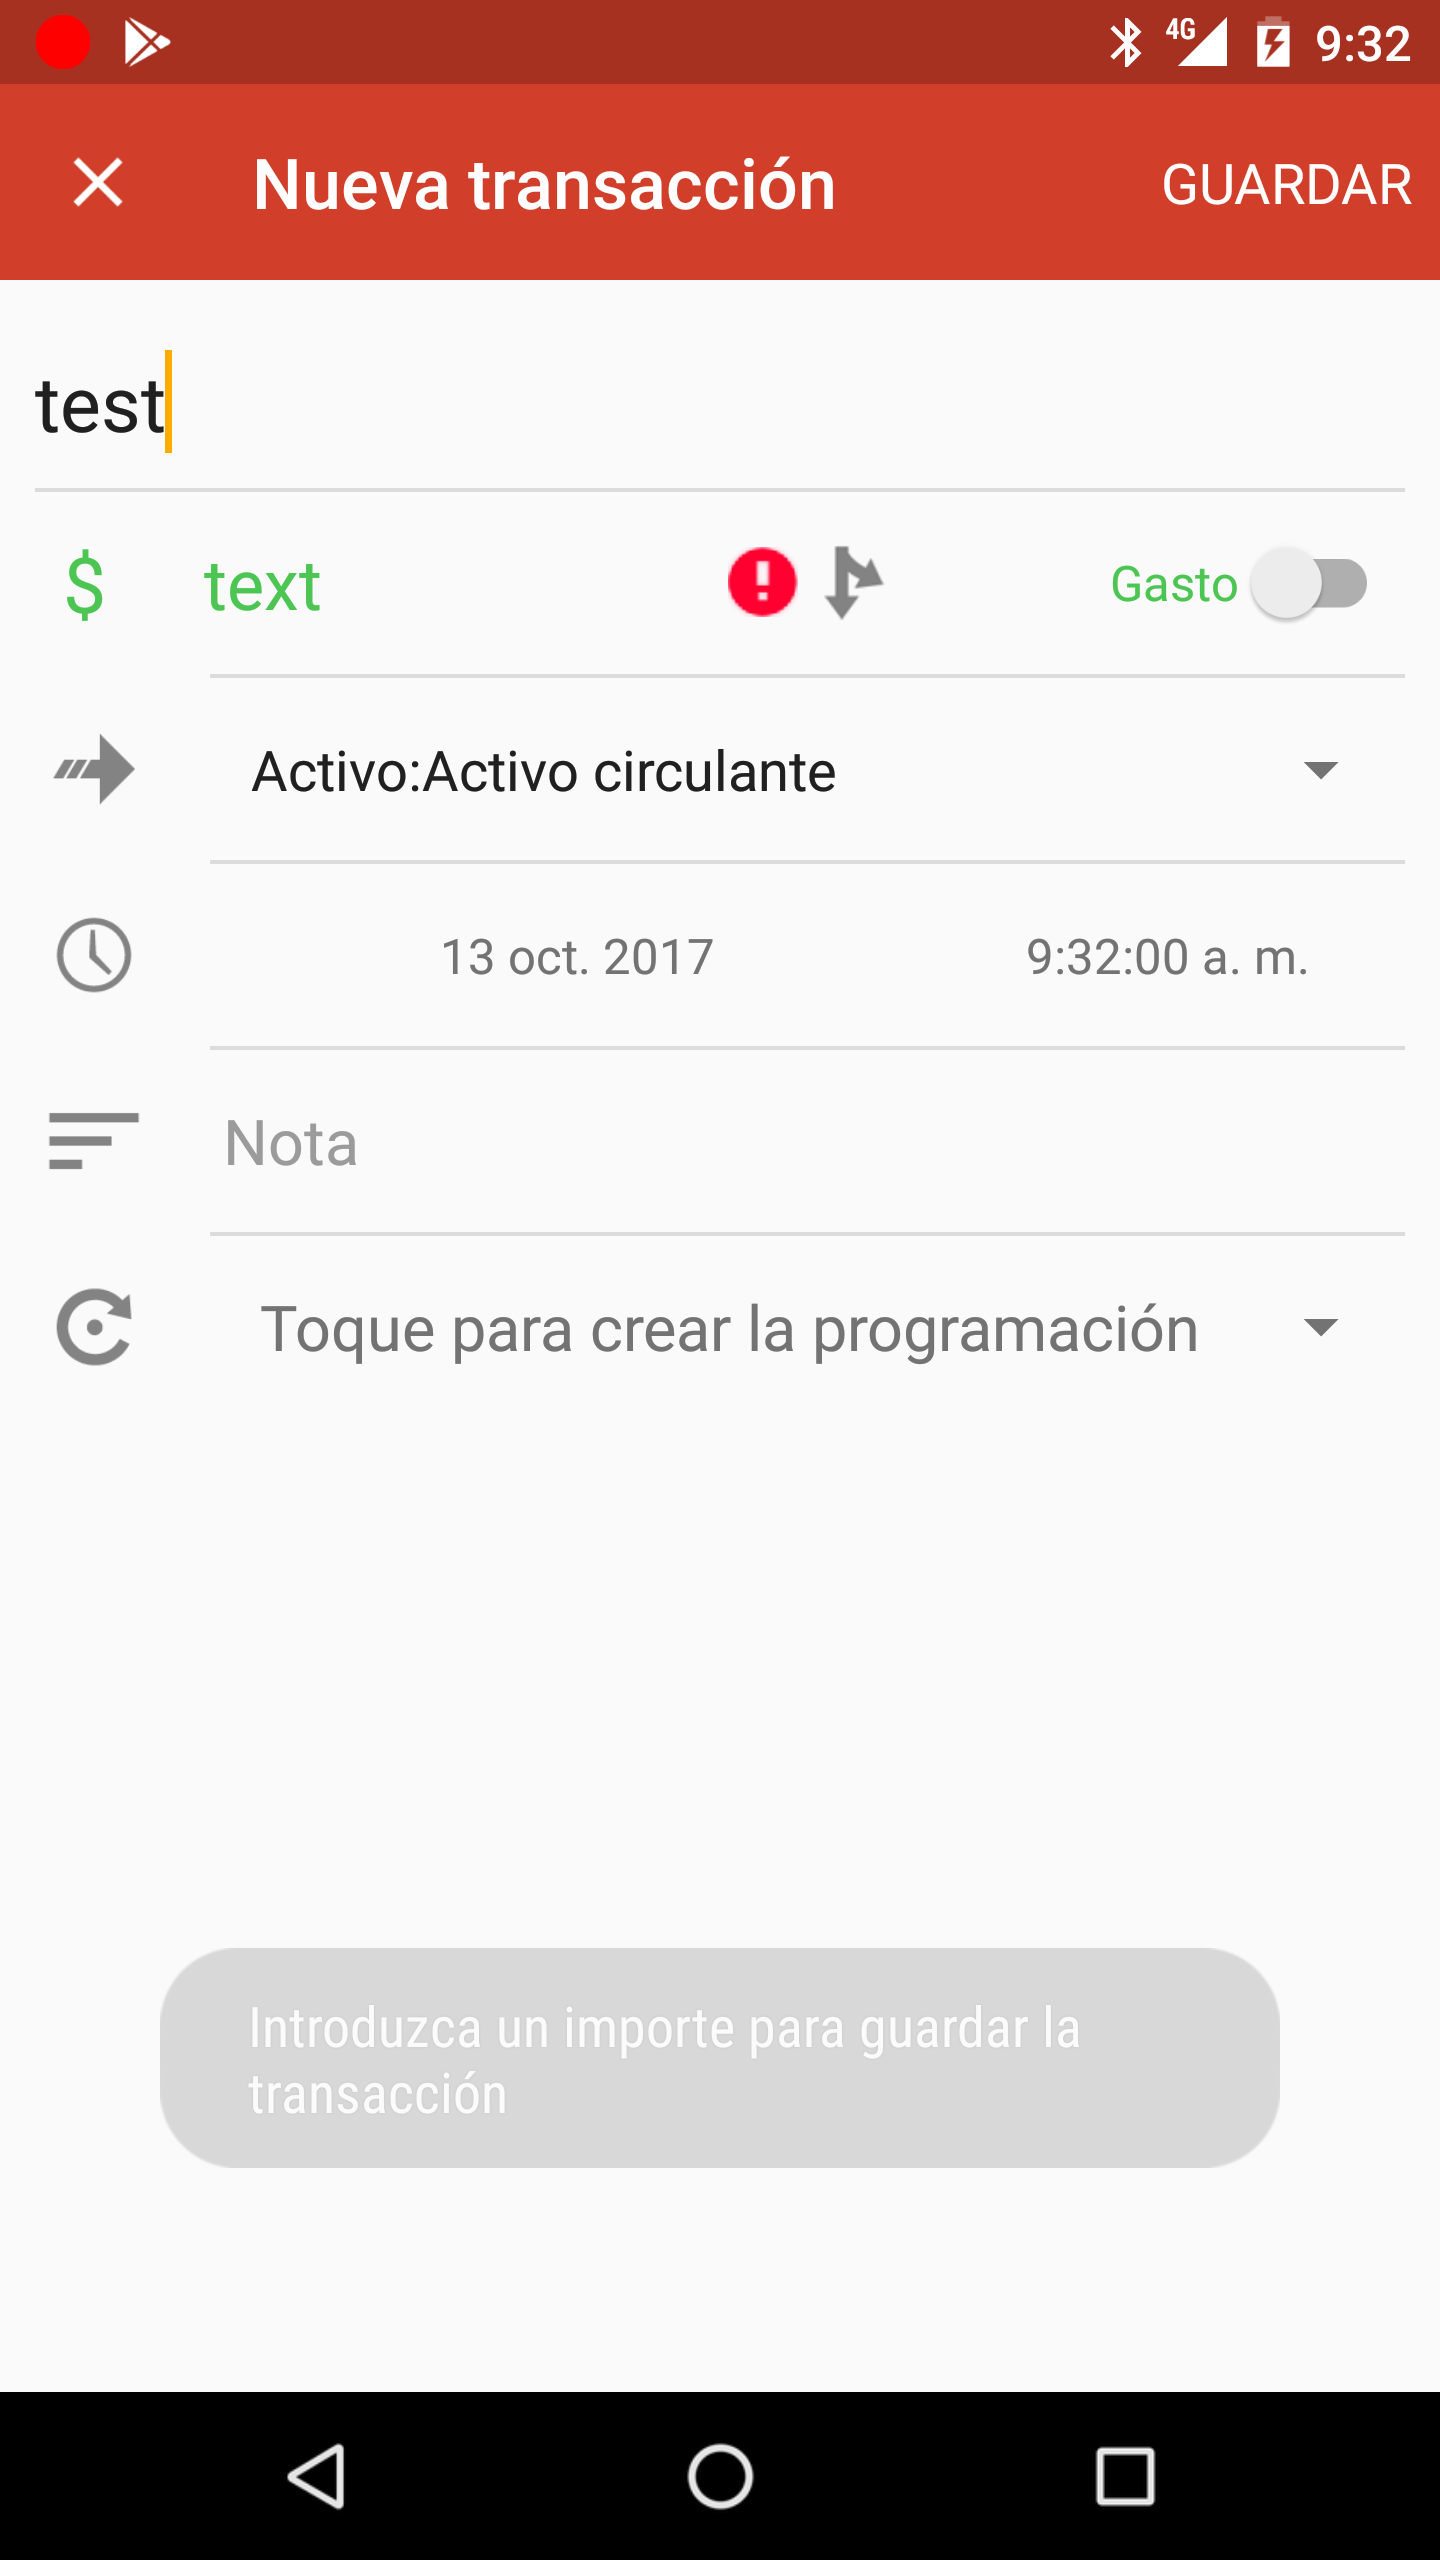 4G 9:32
Nueva transacción GUARDAR
test
$ text Gasto
Activo:Activo circulante
13 oct. 2017 9:32:00 a. m.
Nota
Toque para crear la programación
Introduzca un importe para guardar la
transacción